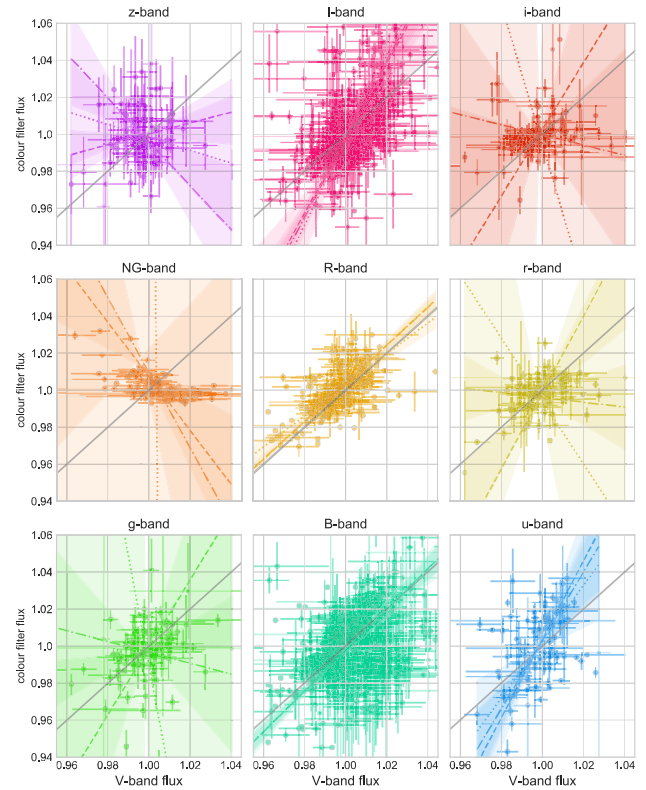 z-band I-band i-band
1.06
1.04
1.02
1.0
0.98
0.96
0.94
colour filter flux
NG-band R-band r-band
1.06
1.04
1.02
1.0
0.98
0.96
0.94
colour filter flux
g-band B-band u-band
1.06
1.04
1.02
1.0
0.98
0.96
0.94
colour filter flux
0.96 0.98 1.00 1.02 1.04 0.96 0.98 1.00 1.02 1.04 0.96 0.98 1.00 1.02 1.04
V-band flux V-band flux V-band flux